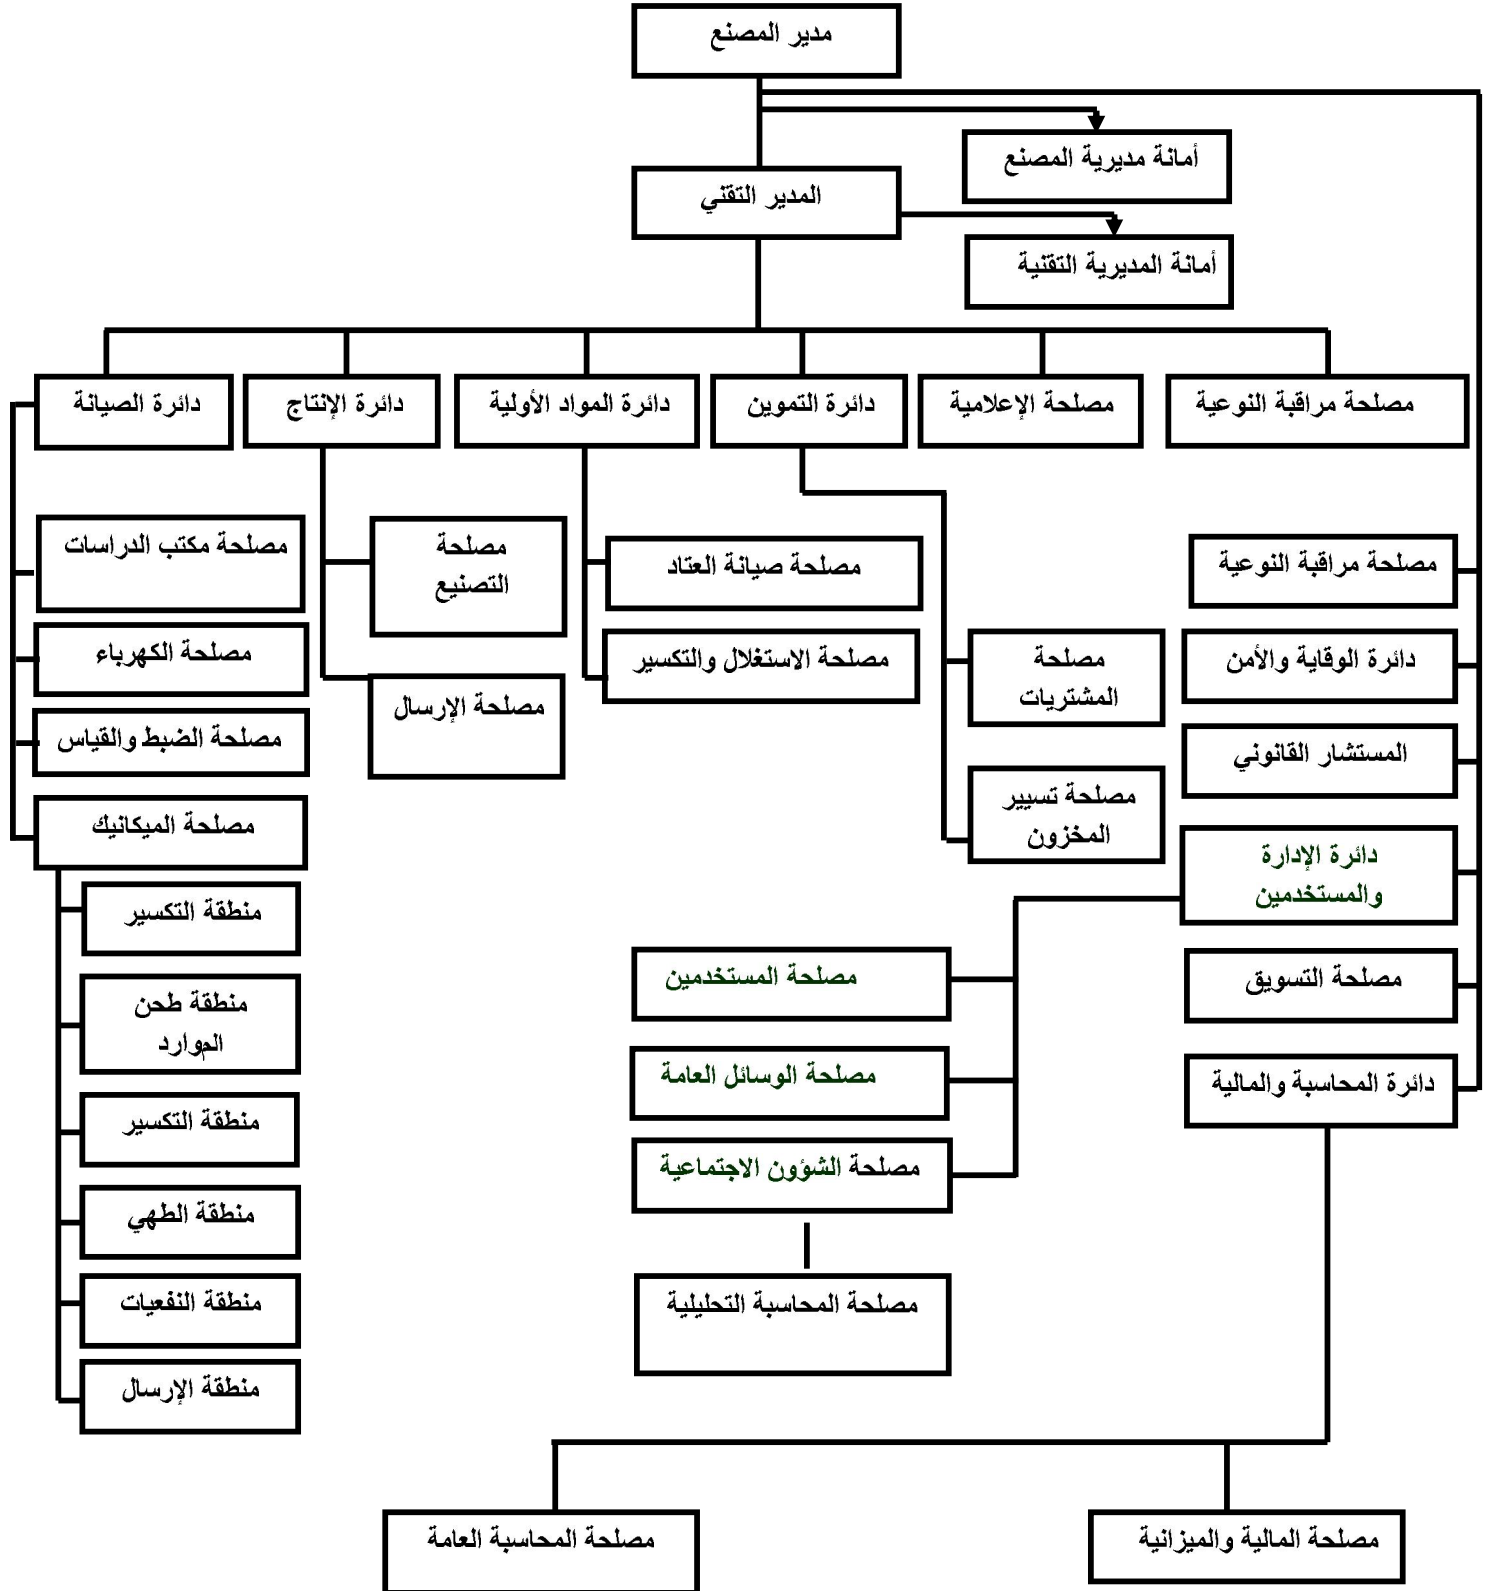 مدير المصنع
أمانة مديرية المصنع
المدير التقني
أمانة المديرية التقنية
مصلحة مراقبة النوعية
مصلحة الإعلامية
دائرة التموين
دائرة المواد الأولية
دائرة الإنتاج
دائرة الصيانة
مصلحة مراقبة النوعية
دائرة الوقاية والأمن
المستشار القانوني
دائرة الإدارة
والمستخدمين
مصلحة التسويق
دائرة المحاسبة والمالية
مصلحة
المشتريات
مصلحة تسيير
المخزون
مصلحة صيانة العتاد
مصلحة الاستغلال والتكسير
مصلحة
التصنيع
مصلحة الإرسال
مصلحة مكتب الدراسات
مصلحة الكهرباء
مصلحة الضبط والقياس
مصلحة الميكانيك
منطقة التكسير
منطقة طحن
الموارد
منطقة التكسير
منطقة الطهي
منطقة النفعيات
منطقة الإرسال
مصلحة المستخدمين
مصلحة الوسائل العامة
مصلحة الشؤون الاجتماعية
مصلحة المحاسبة التحليلية
مصلحة المالية والميزانية
مصلحة المحاسبة العامة